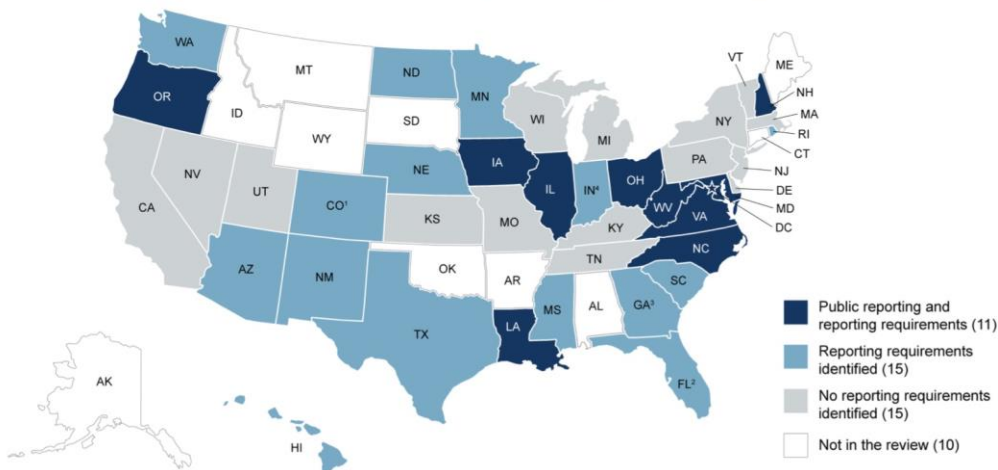 WA
MT
ND
MN
VT
ME
OR
ID
SD
WI
NY
NH
MA
WY
MI
RI
CT
NV
NE
IA
PA
NJ
UT
CO¹
IL
IN⁴
OH
DE
CA
KS
MO
WV
VA
MD
KY
DC
AZ
NM
OK
AR
TN
NC
SC
TX
LA
MS
AL
GA³
FL²
AK
HI
Public reporting and
reporting requirements (11)
Reporting requirements
identified (15)
No reporting requirements
identified (15)
Not in the review (10)